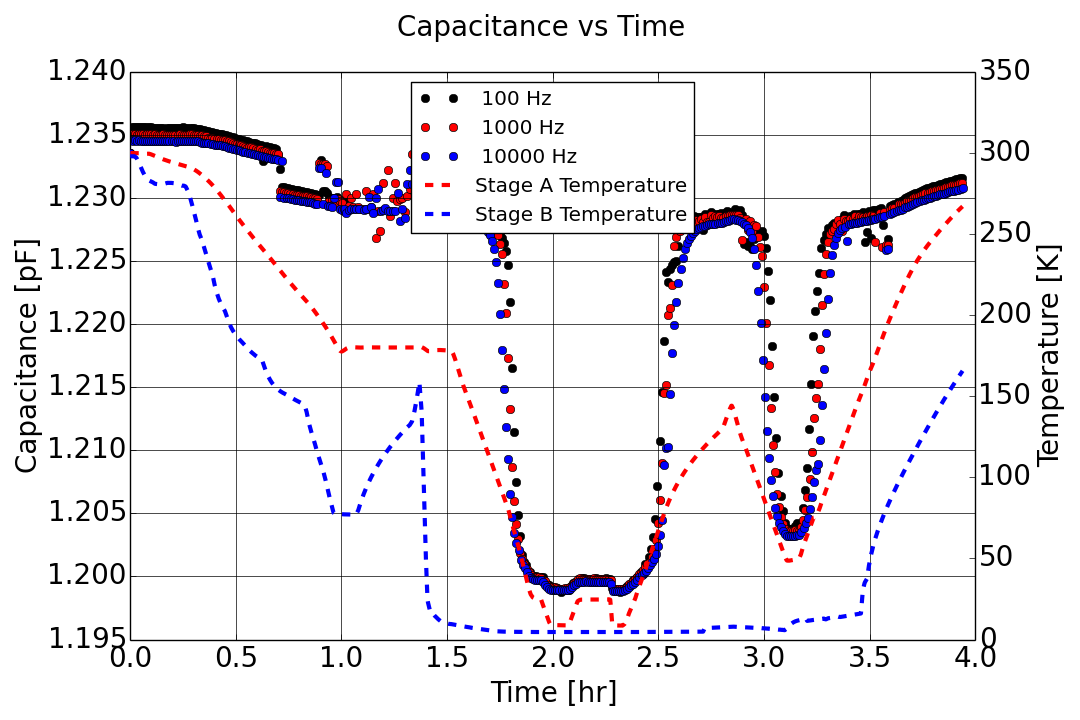 Capacitance vs Time
1.240
1.235
1.230
1.225
1.220
1.215
1.210
1.205
1.200
1.195
Capacitance [pF]
100 Hz
1000 Hz
10000 Hz
Stage A Temperature
Stage B Temperature
350
300
250
200
150
100
50
0
Temperature [K]
0.0 0.5 1.0 1.5 2.0 2.5 3.0 3.5 4.0
Time [hr]